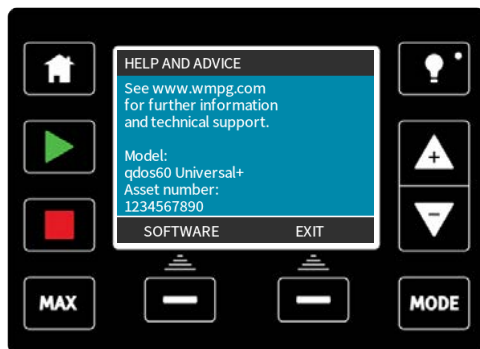 HELP AND ADVICE
See www.wmpg.com
for further information
and technical support.
Model:
qdos60 Universal+
Asset number:
1234567890
SOFTWARE EXIT
MAX
MODE